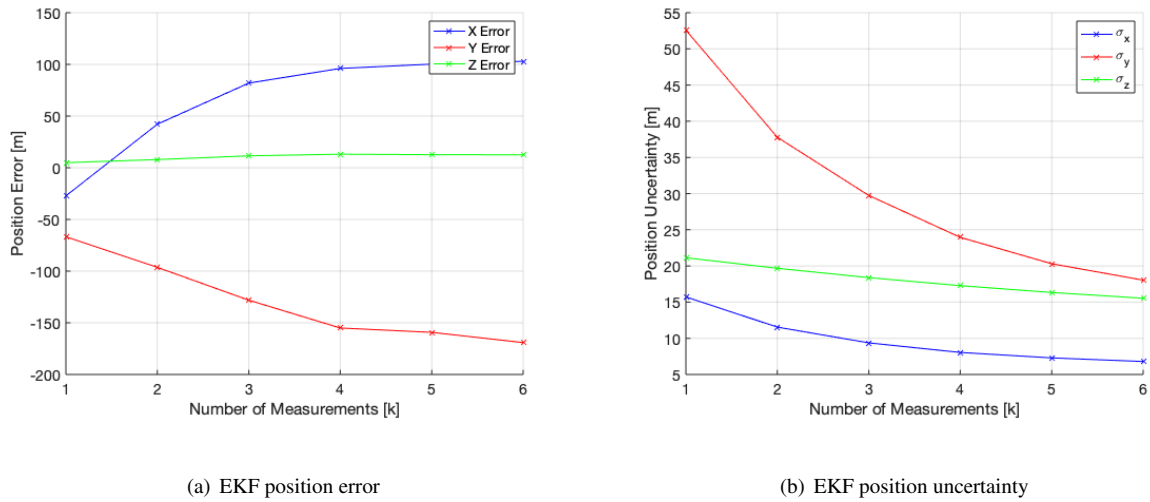 150
100
50
0
-50
-100
-150
-200
Position Error [m]
X Error
Y Error
Z Error
1 2 3 4 5 6
Number of Measurements [k]
(a) EKF position error
55
50
45
40
35
30
25
20
15
10
5
Position Uncertainty [m]
σx
σy
σz
1 2 3 4 5 6
Number of Measurements [k]
(b) EKF position uncertainty